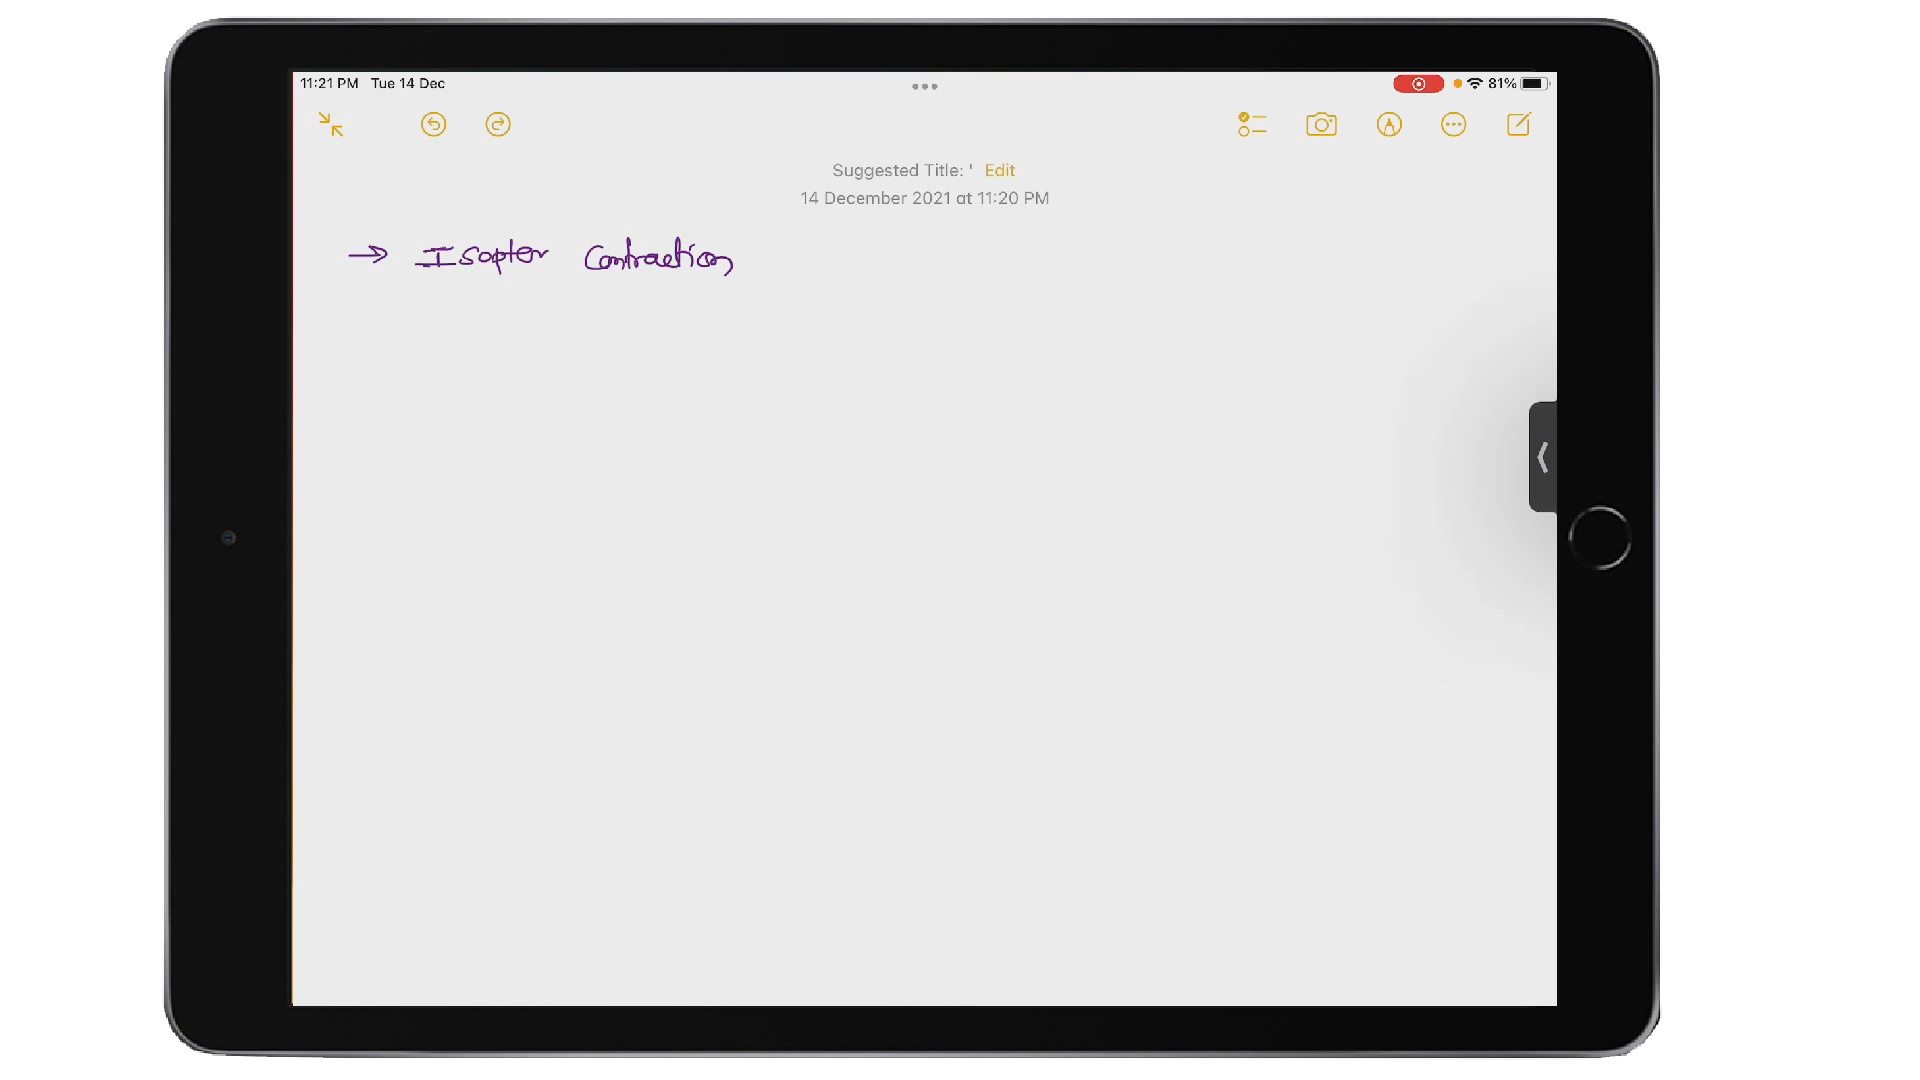 11:21 PM Tue 14 Dec 81%
Suggested Title: ' Edit
14 December 2021 at 11:20 PM
→ Isopter Contraction